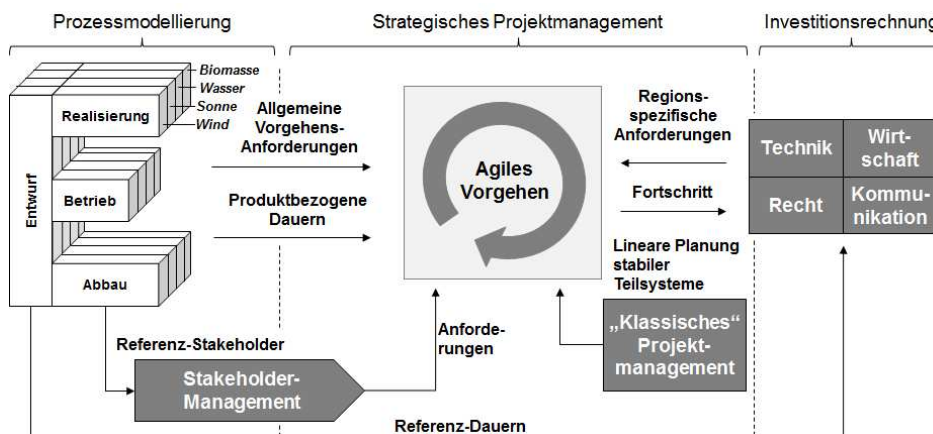 Prozessmodellierung
Strategisches Projektmanagement
Investitionsrechnung
Biomasse
Wasser
Sonne
Wind
Entwurf
Realisierung
Betrieb
Abbau
Allgemeine
Vorgehens-
Anforderungen
Produktbezogene
Dauern
Agiles
Vorgehen
Regions-
spezifische
Anforderungen
Fortschritt
Technik
Wirt-
schaft
Recht
Kommu-
nikation
Lineare Planung
stabiler
Teilsysteme
„Klassisches“
Projekt-
management
Anforde-
rungen
Referenz-Stakeholder
Stakeholder-
Management
Referenz-Dauern